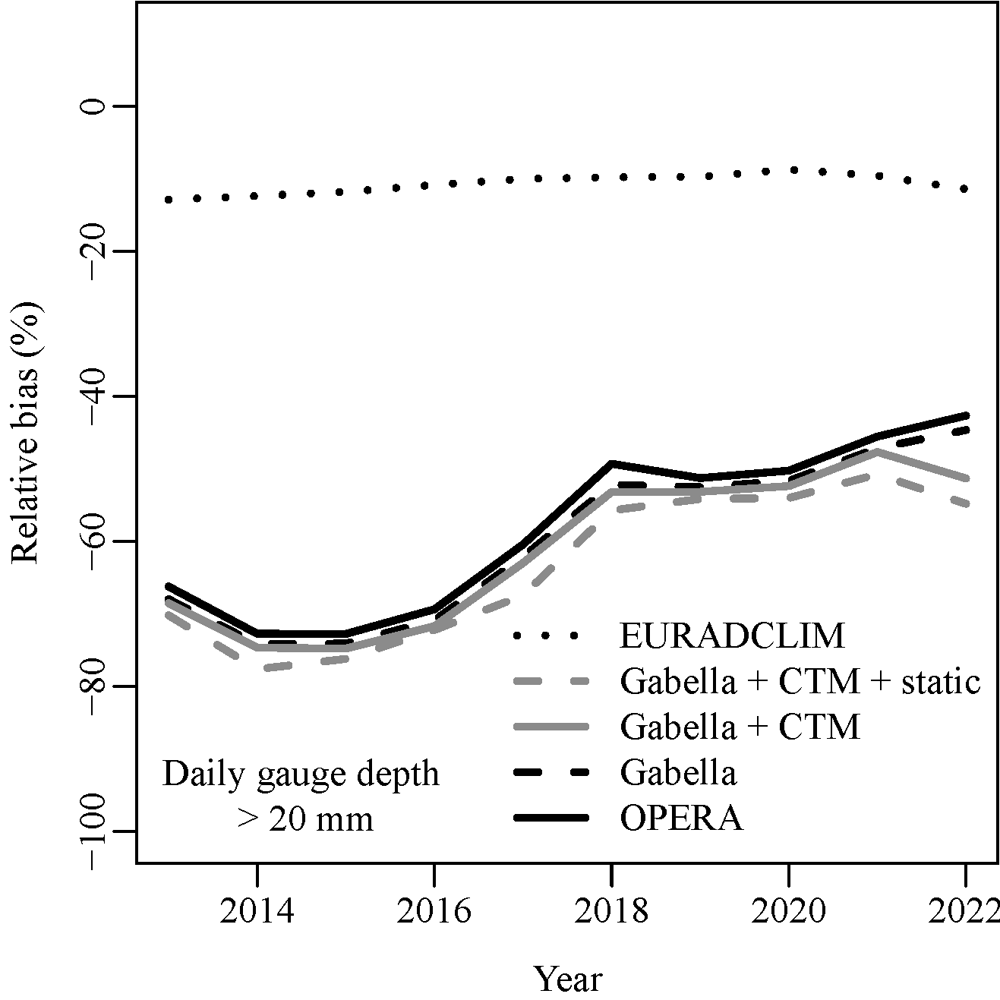 0
−20
−40
−60
−80
−100
Relative bias (%)
EURADCLIM
Gabella + CTM + static
Gabella + CTM
Gabella
OPERA
Daily gauge depth
> 20 mm
2014 2016 2018 2020 2022
Year